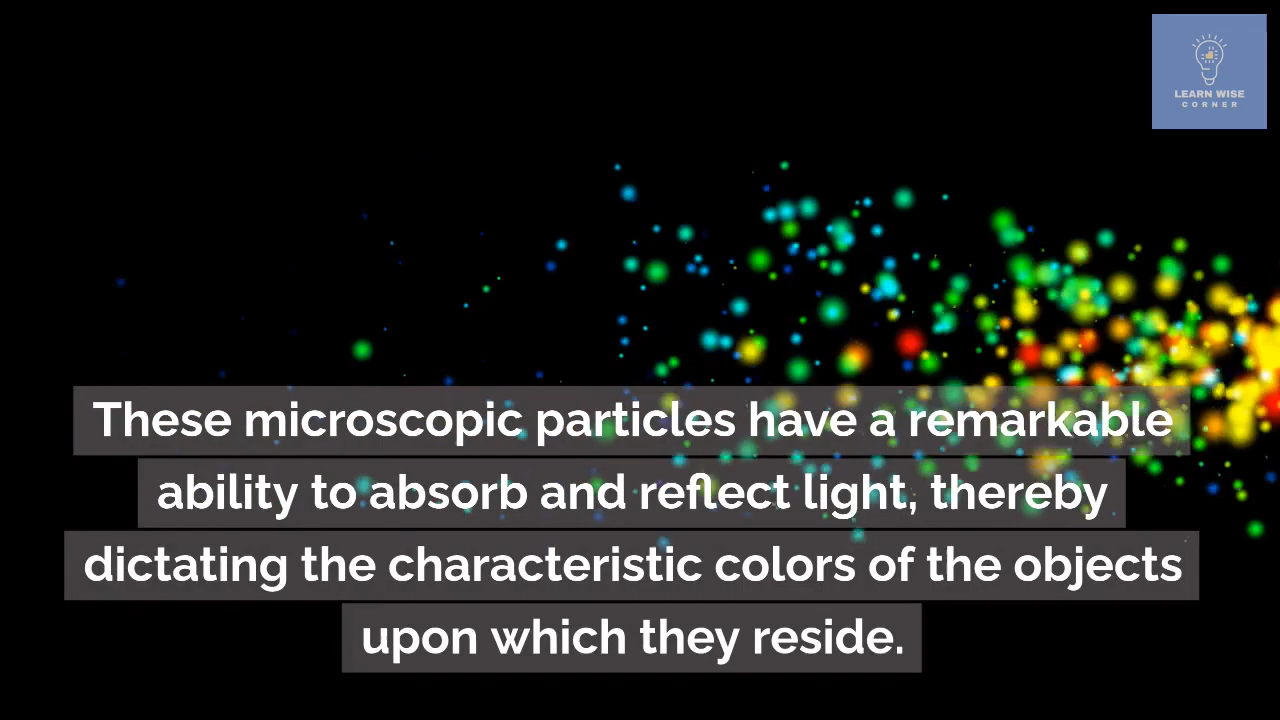 LEARN WISE
CORNER
These microscopic particles have a remarkable
ability to absorb and reflect light, thereby
dictating the characteristic colors of the objects
upon which they reside.